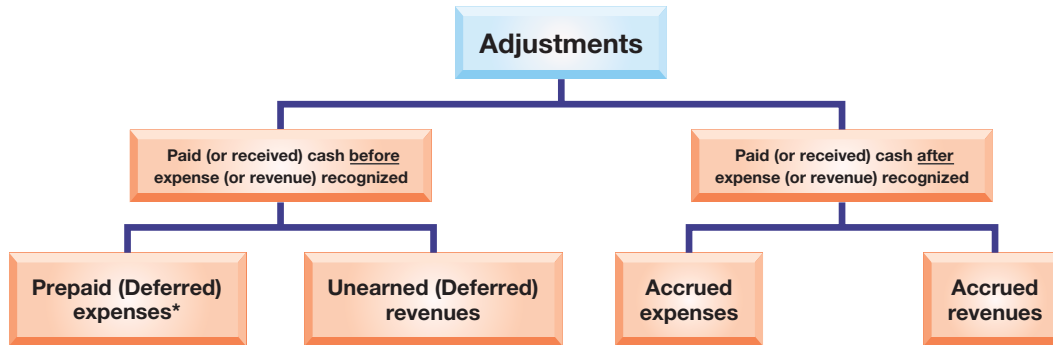 Adjustments
Paid (or received) cash before
expense (or revenue) recognized
Paid (or received) cash after
expense (or revenue) recognized
Prepaid (Deferred)
expenses*
Unearned (Deferred)
revenues
Accrued
expenses
Accrued
revenues